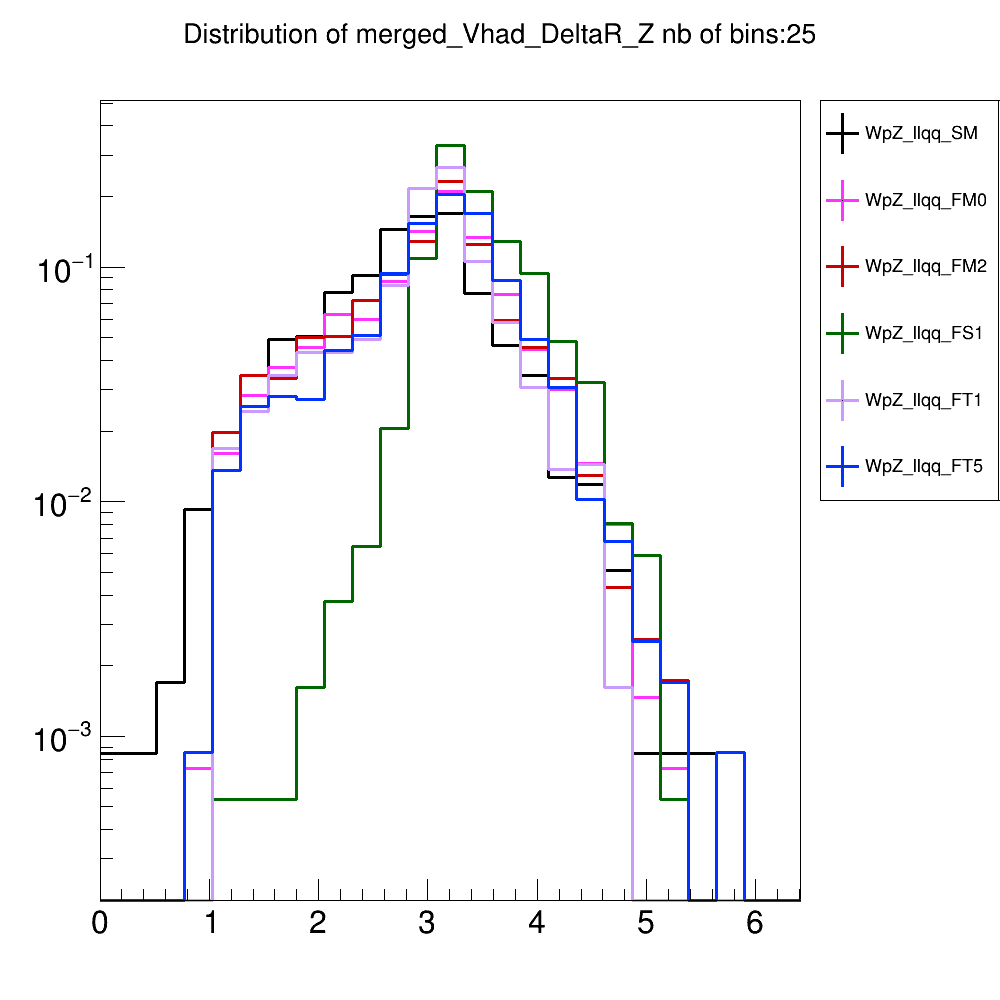 Distribution of merged_Vhad_DeltaR_Z nb of bins:25
WpZ_llqq_SM
WpZ_llqq_FM0
WpZ_llqq_FM2
WpZ_llqq_FS1
WpZ_llqq_FT1
WpZ_llqq_FT5
10⁻¹
10⁻²
10⁻³
0 1 2 3 4 5 6